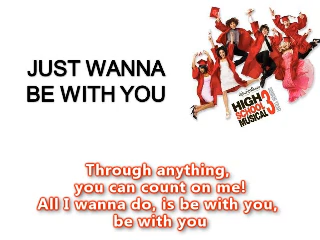 JUST WANNA
BE WITH YOU
HIGH
SCHOOL
MUSICAL 3
Through anything,
you can count on me!
All I wanna do, is be with you,
be with you